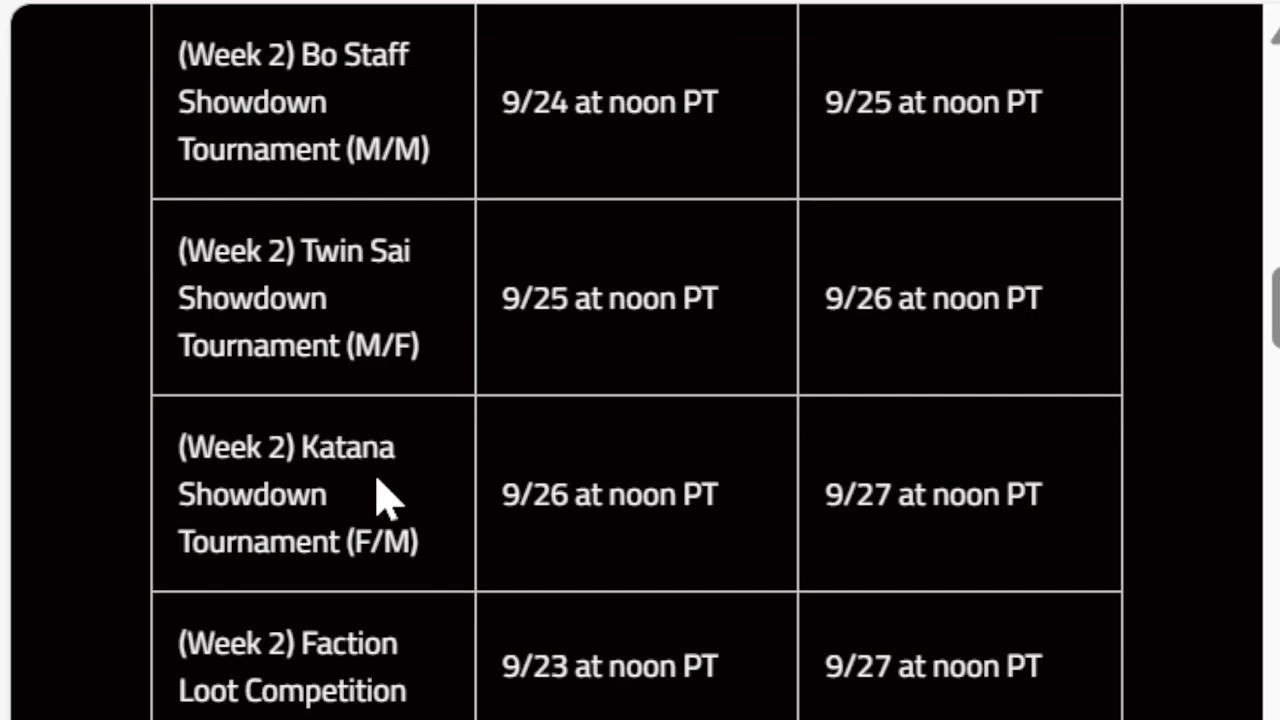 (Week 2) Bo Staff
Showdown
Tournament (M/M)
9/24 at noon PT
9/25 at noon PT
(Week 2) Twin Sai
Showdown
Tournament (M/F)
9/25 at noon PT
9/26 at noon PT
(Week 2) Katana
Showdown
Tournament (F/M)
9/26 at noon PT
9/27 at noon PT
(Week 2) Faction
Loot Competition
9/23 at noon PT
9/27 at noon PT